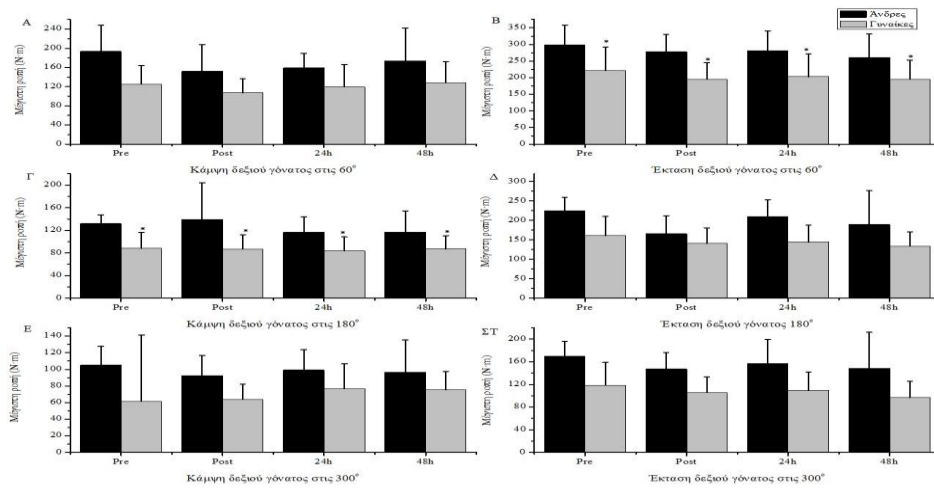 Α
Μέγιστη ροπή (N·m)
240
200
160
120
80
40
0
Pre
Post
24h
48h
Κάμψη δεξιού γόνατος στις 60°
Β
Άνδρες
Γυναίκες
Μέγιστη ροπή (N·m)
350
300
250
200
150
100
50
0
*
*
*
*
Pre
Post
24h
48h
Έκταση δεξιού γόνατος στις 60°
Γ
Μέγιστη ροπή (N·m)
200
160
120
80
40
0
*
*
*
*
Pre
Post
24h
48h
Κάμψη δεξιού γόνατος στις 180°
Δ
Μέγιστη ροπή (N·m)
300
250
200
150
100
50
0
Pre
Post
24h
48h
Έκταση δεξιού γόνατος 180°
Ε
Μέγιστη ροπή (N·m)
140
120
100
80
60
40
20
0
Pre
Post
24h
48h
Κάμψη δεξιού γόνατος στις 300°
ΣΤ
Μέγιστη ροπή (N·m)
200
160
120
80
40
0
Pre
Post
24h
48h
Έκταση δεξιού γόνατος στις 300°